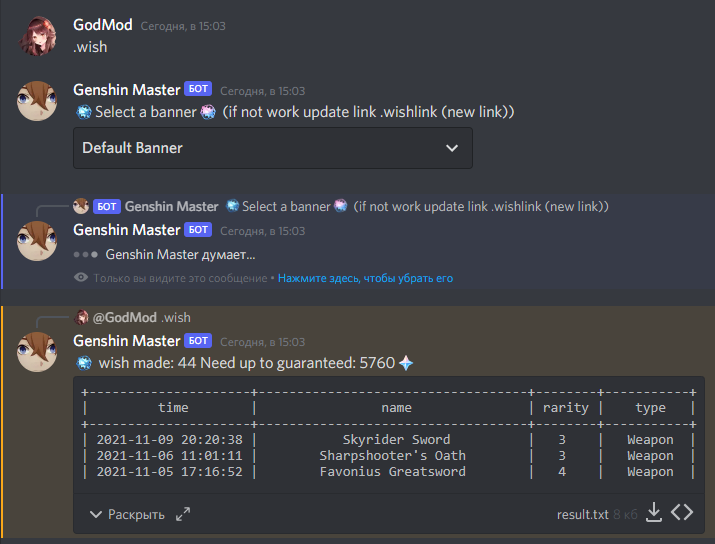 GodMod Сегодня, в 15:03
.wish
Genshin Master БОТ Сегодня, в 15:03
Select a banner (if not work update link .wishlink (new link))
Default Banner
БОТ Genshin Master Select a banner (if not work update link .wishlink (new link))
Genshin Master БОТ Сегодня, в 15:03
Genshin Master думает...
Только вы видите это сообщение • Нажмите здесь, чтобы убрать его
@GodMod .wish
Genshin Master БОТ Сегодня, в 15:03
wish made: 44 Need up to guaranteed: 5760
+---------------------+-----------------------------------+--------+-----------+
| time | name | rarity | type |
+---------------------+-----------------------------------+--------+-----------+
| 2021-11-09 20:20:38 | Skyrider Sword | 3 | Weapon |
| 2021-11-06 11:01:11 | Sharpshooter's Oath | 3 | Weapon |
| 2021-11-05 17:16:52 | Favonius Greatsword | 4 | Weapon |
Раскрыть result.txt 8 кб